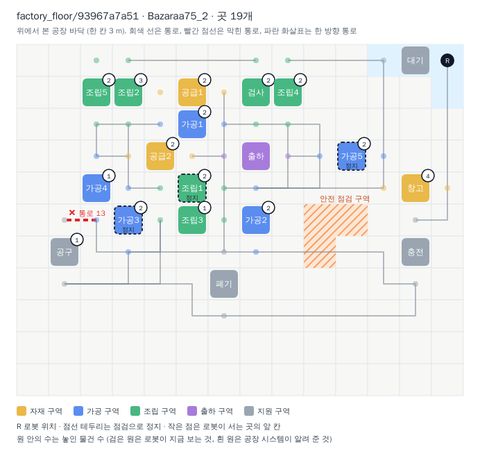 factory_floor/93967a7a51 · Bazaraa75_2 · 곳 19개
위에서 본 공장 바닥 (한 칸 3 m). 회색 선은 통로, 빨간 점선은 막힌 통로, 파란 화살표는 한 방향 통로
대기
R
조립5
2
조립2
3
공급1
2
검사
2
조립4
2
가공1
2
공급2
2
출하
가공5
2
정지
가공4
1
조립1
2
정지
창고
4
안전 점검 구역
✕ 통로 13
가공3
2
정지
조립3
1
가공2
2
공구
1
충전
폐기
자재 구역
가공 구역
조립 구역
출하 구역
지원 구역
R 로봇 위치 · 점선 테두리는 점검으로 정지 · 작은 점은 로봇이 서는 곳의 앞 칸
원 안의 수는 놓인 물건 수 (검은 원은 로봇이 지금 보는 것, 흰 원은 공장 시스템이 알려 준 것)